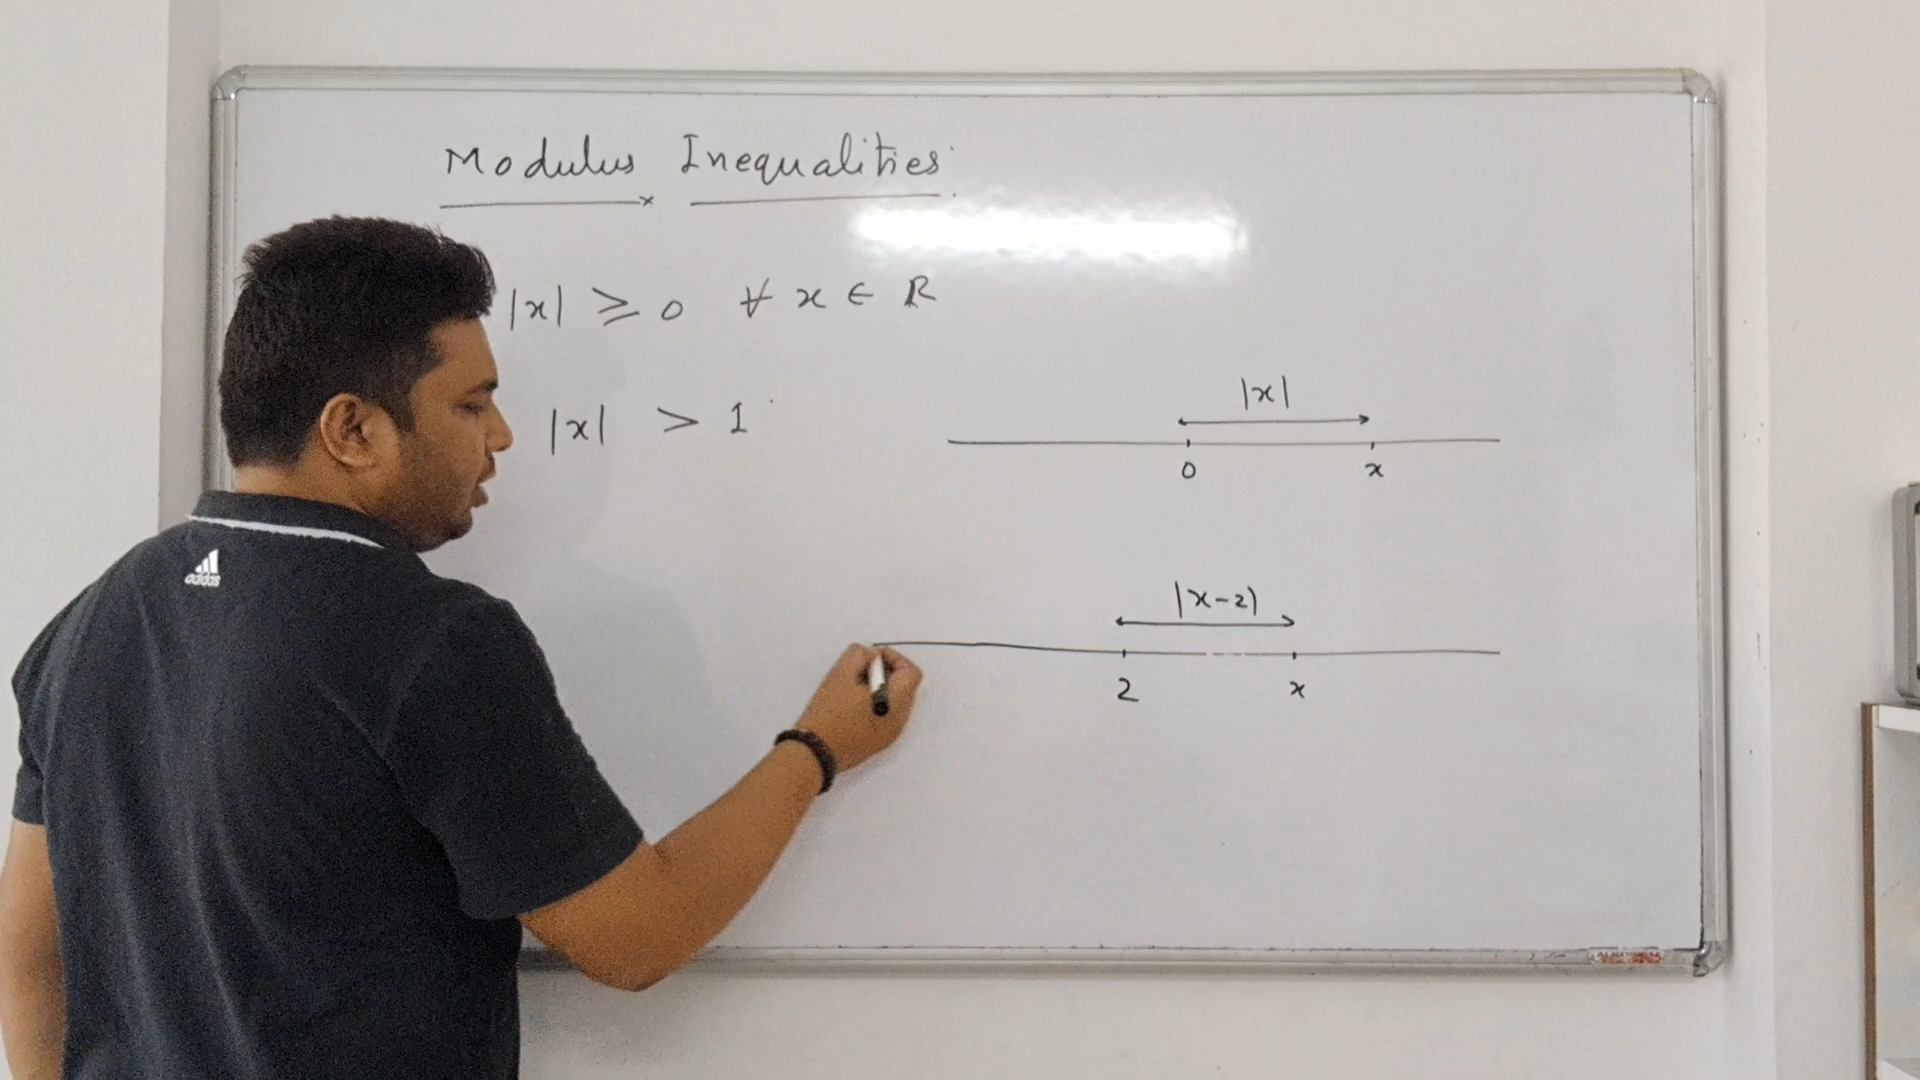 Modulus Inequalities
|x| ≥ 0 ∀ x ∈ R
|x| > 1
|x|
0 x
|x-2|
2 x
adidas